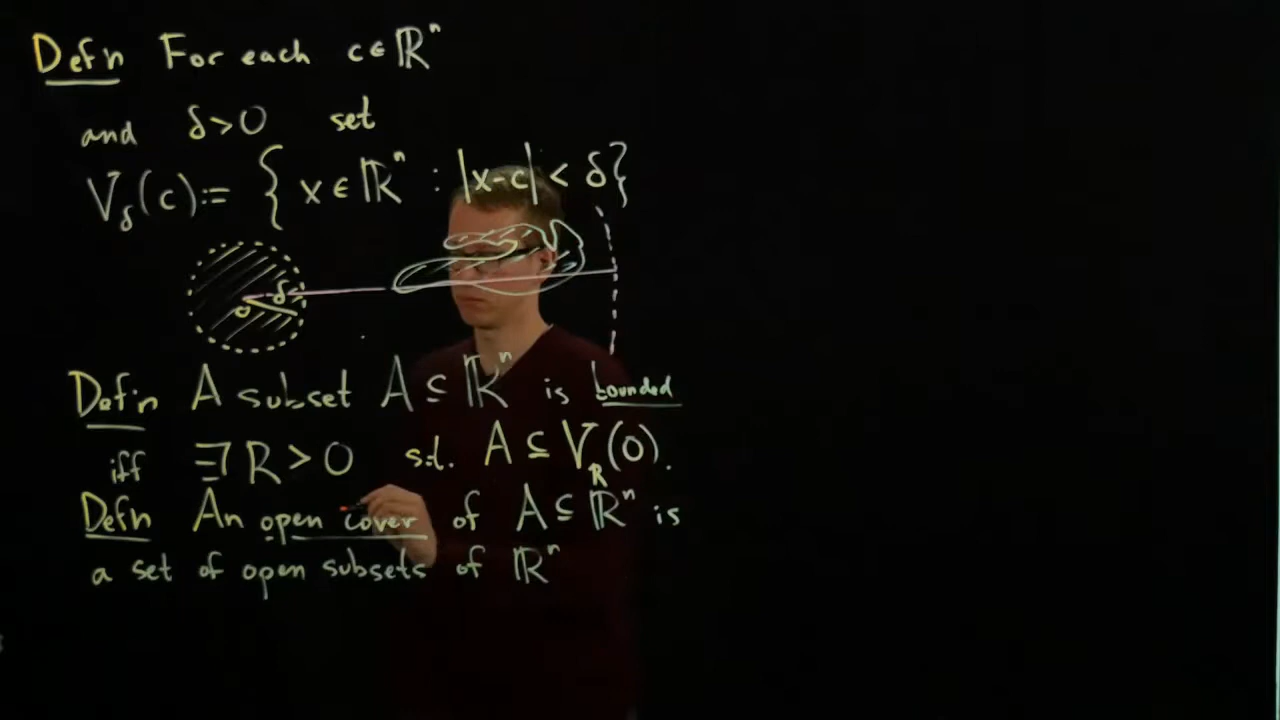 Defn For each c ∈ ℝⁿ
and δ > 0 set
V_δ(c) := { x ∈ ℝⁿ : |x-c| < δ}
0 δ
Defn A subset A ⊆ ℝⁿ is bounded
iff ∃ R > 0 s.t. A ⊆ V_R(0).
Defn An open cover of A ⊆ ℝⁿ is
a set of open subsets of ℝⁿ